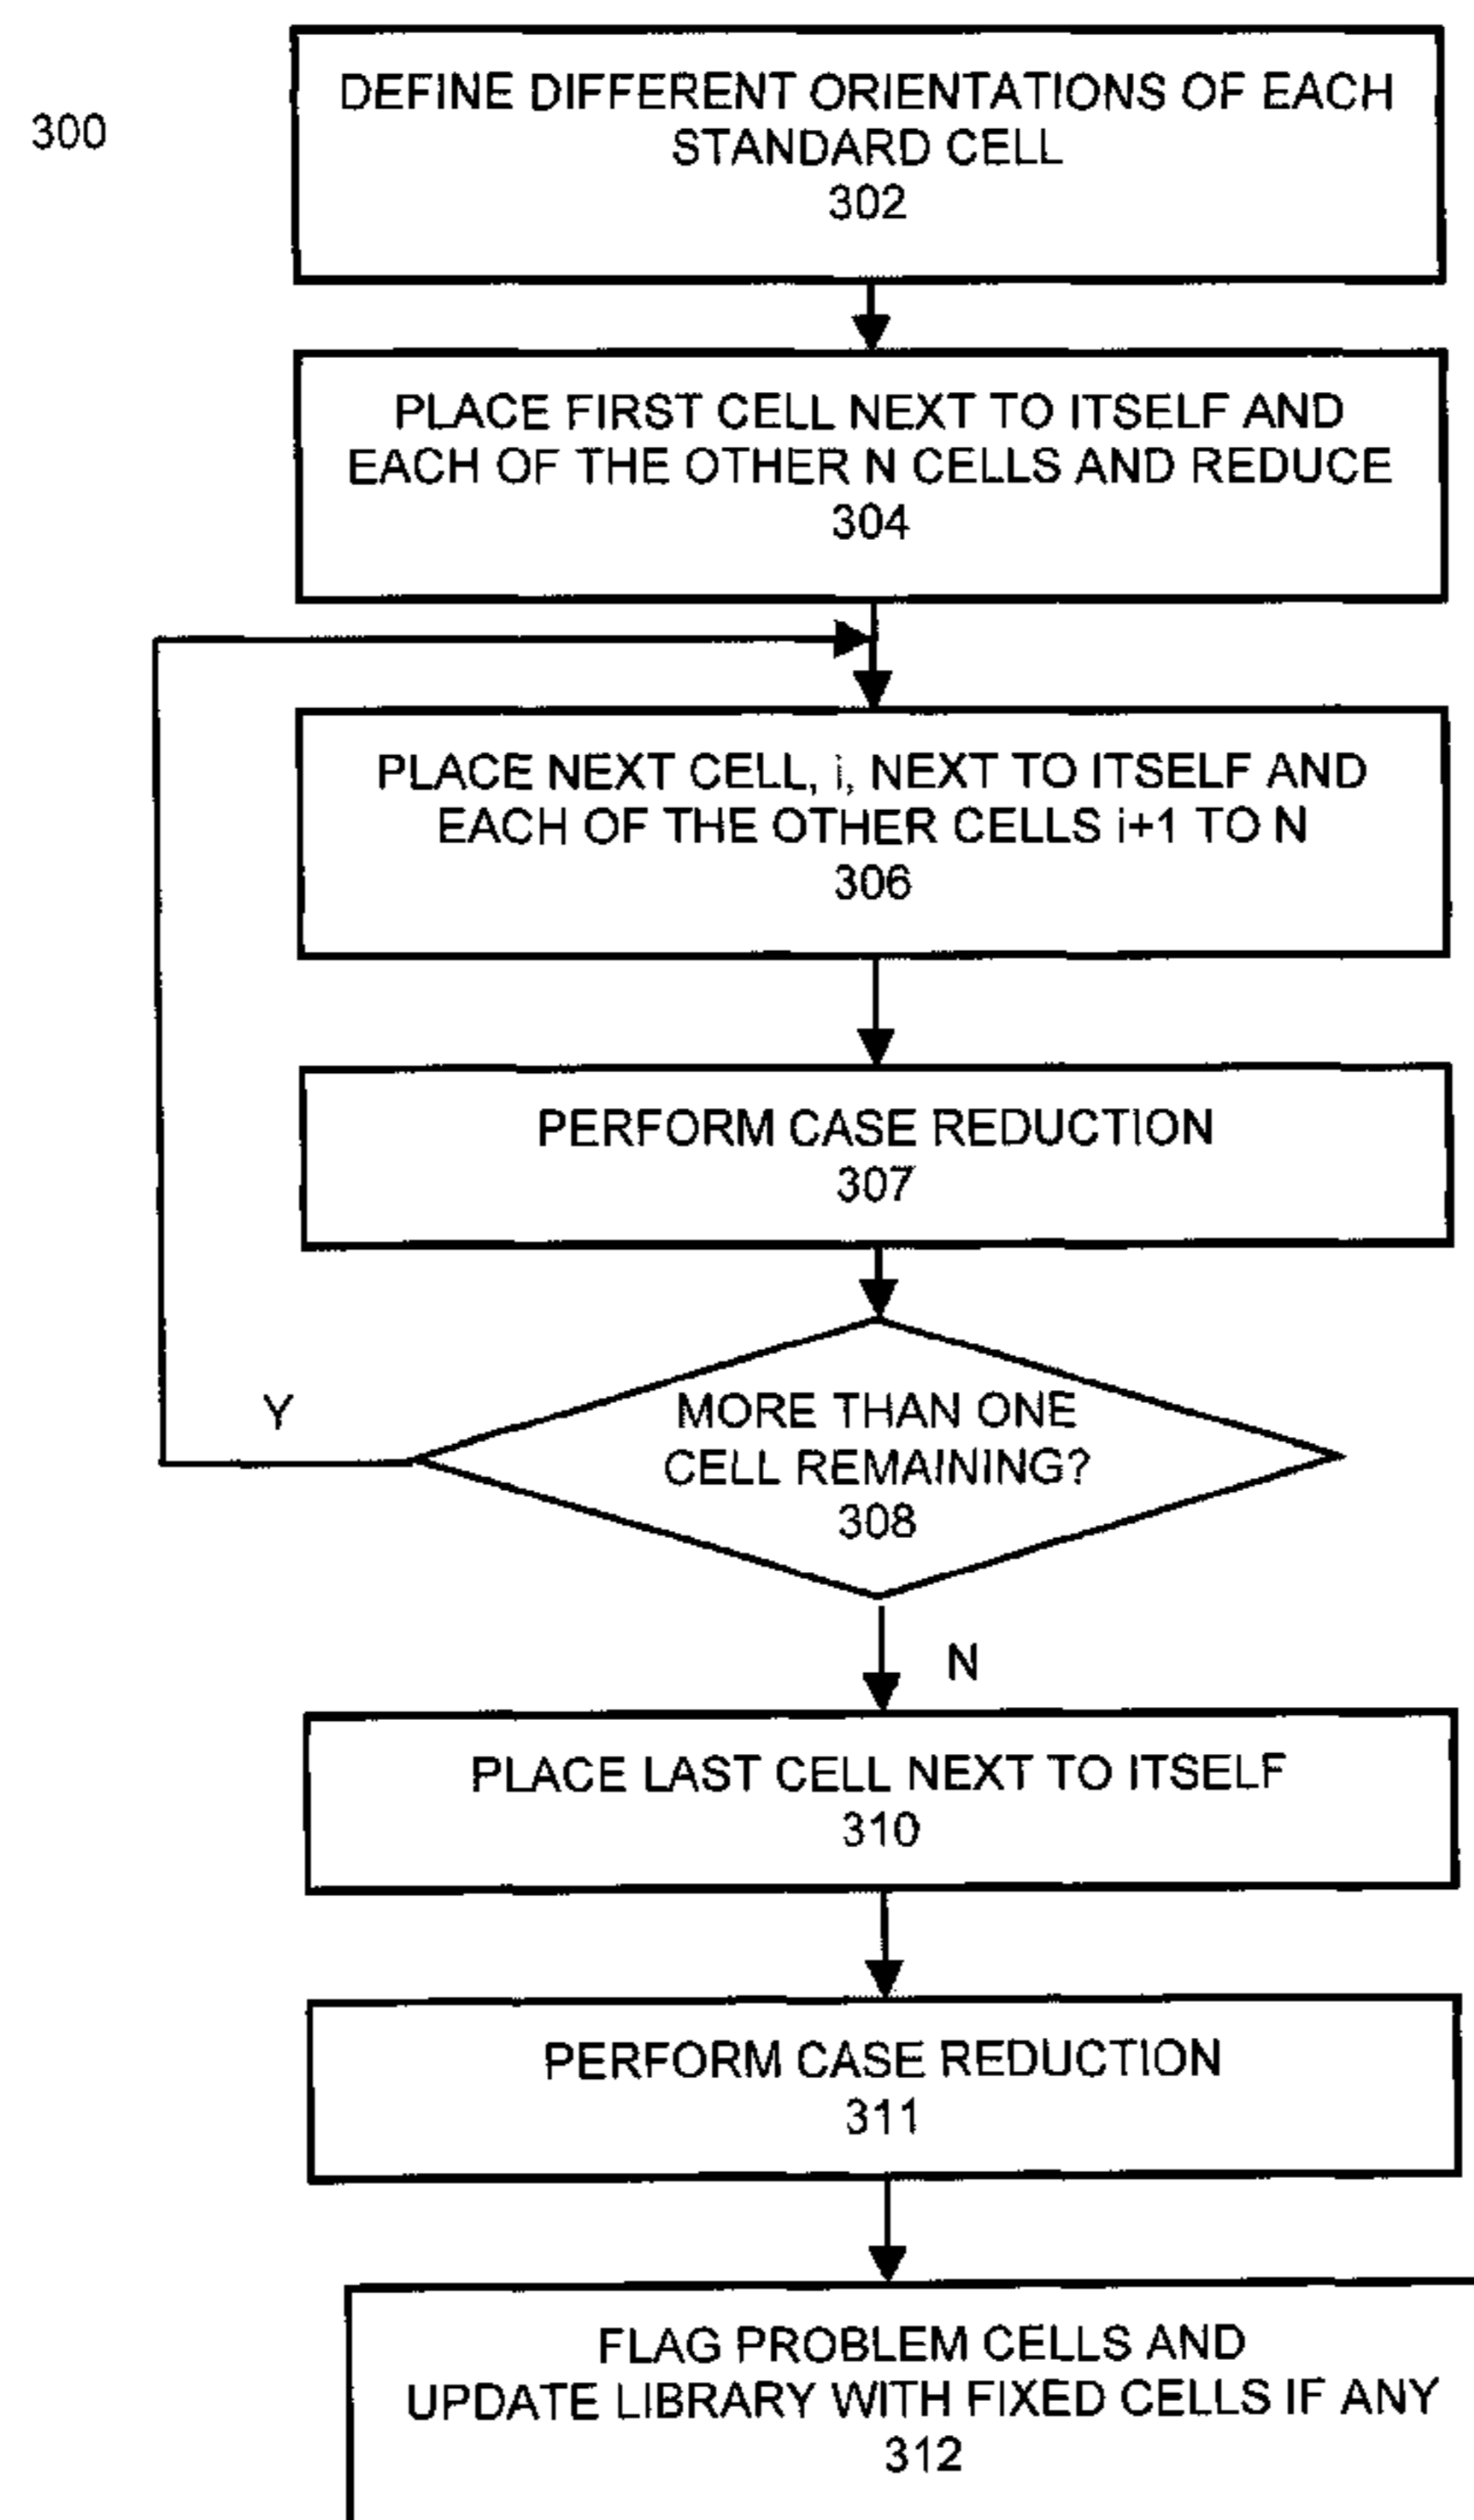 300
DEFINE DIFFERENT ORIENTATIONS OF EACH
STANDARD CELL
302
PLACE FIRST CELL NEXT TO ITSELF AND
EACH OF THE OTHER N CELLS AND REDUCE
304
PLACE NEXT CELL, i, NEXT TO ITSELF AND
EACH OF THE OTHER CELLS i+1 TO N
306
PERFORM CASE REDUCTION
307
Y
MORE THAN ONE
CELL REMAINING?
308
N
PLACE LAST CELL NEXT TO ITSELF
310
PERFORM CASE REDUCTION
311
FLAG PROBLEM CELLS AND
UPDATE LIBRARY WITH FIXED CELLS IF ANY
312